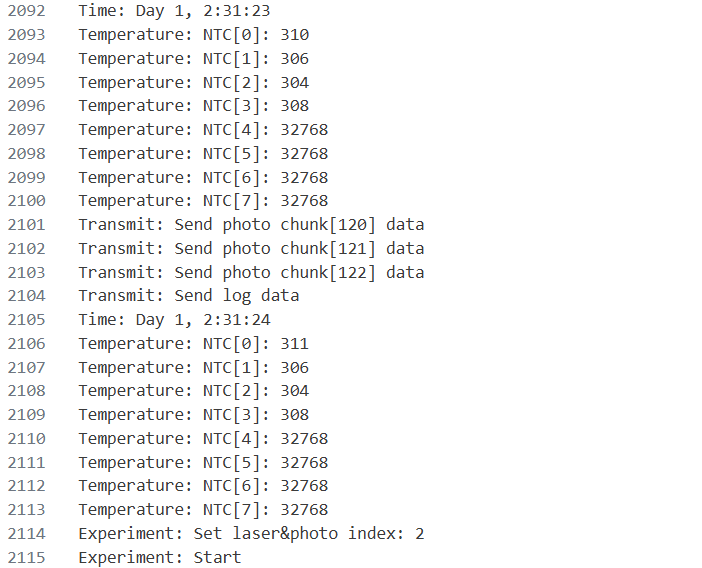 2092 Time: Day 1, 2:31:23
2093 Temperature: NTC[0]: 310
2094 Temperature: NTC[1]: 306
2095 Temperature: NTC[2]: 304
2096 Temperature: NTC[3]: 308
2097 Temperature: NTC[4]: 32768
2098 Temperature: NTC[5]: 32768
2099 Temperature: NTC[6]: 32768
2100 Temperature: NTC[7]: 32768
2101 Transmit: Send photo chunk[120] data
2102 Transmit: Send photo chunk[121] data
2103 Transmit: Send photo chunk[122] data
2104 Transmit: Send log data
2105 Time: Day 1, 2:31:24
2106 Temperature: NTC[0]: 311
2107 Temperature: NTC[1]: 306
2108 Temperature: NTC[2]: 304
2109 Temperature: NTC[3]: 308
2110 Temperature: NTC[4]: 32768
2111 Temperature: NTC[5]: 32768
2112 Temperature: NTC[6]: 32768
2113 Temperature: NTC[7]: 32768
2114 Experiment: Set laser&photo index: 2
2115 Experiment: Start